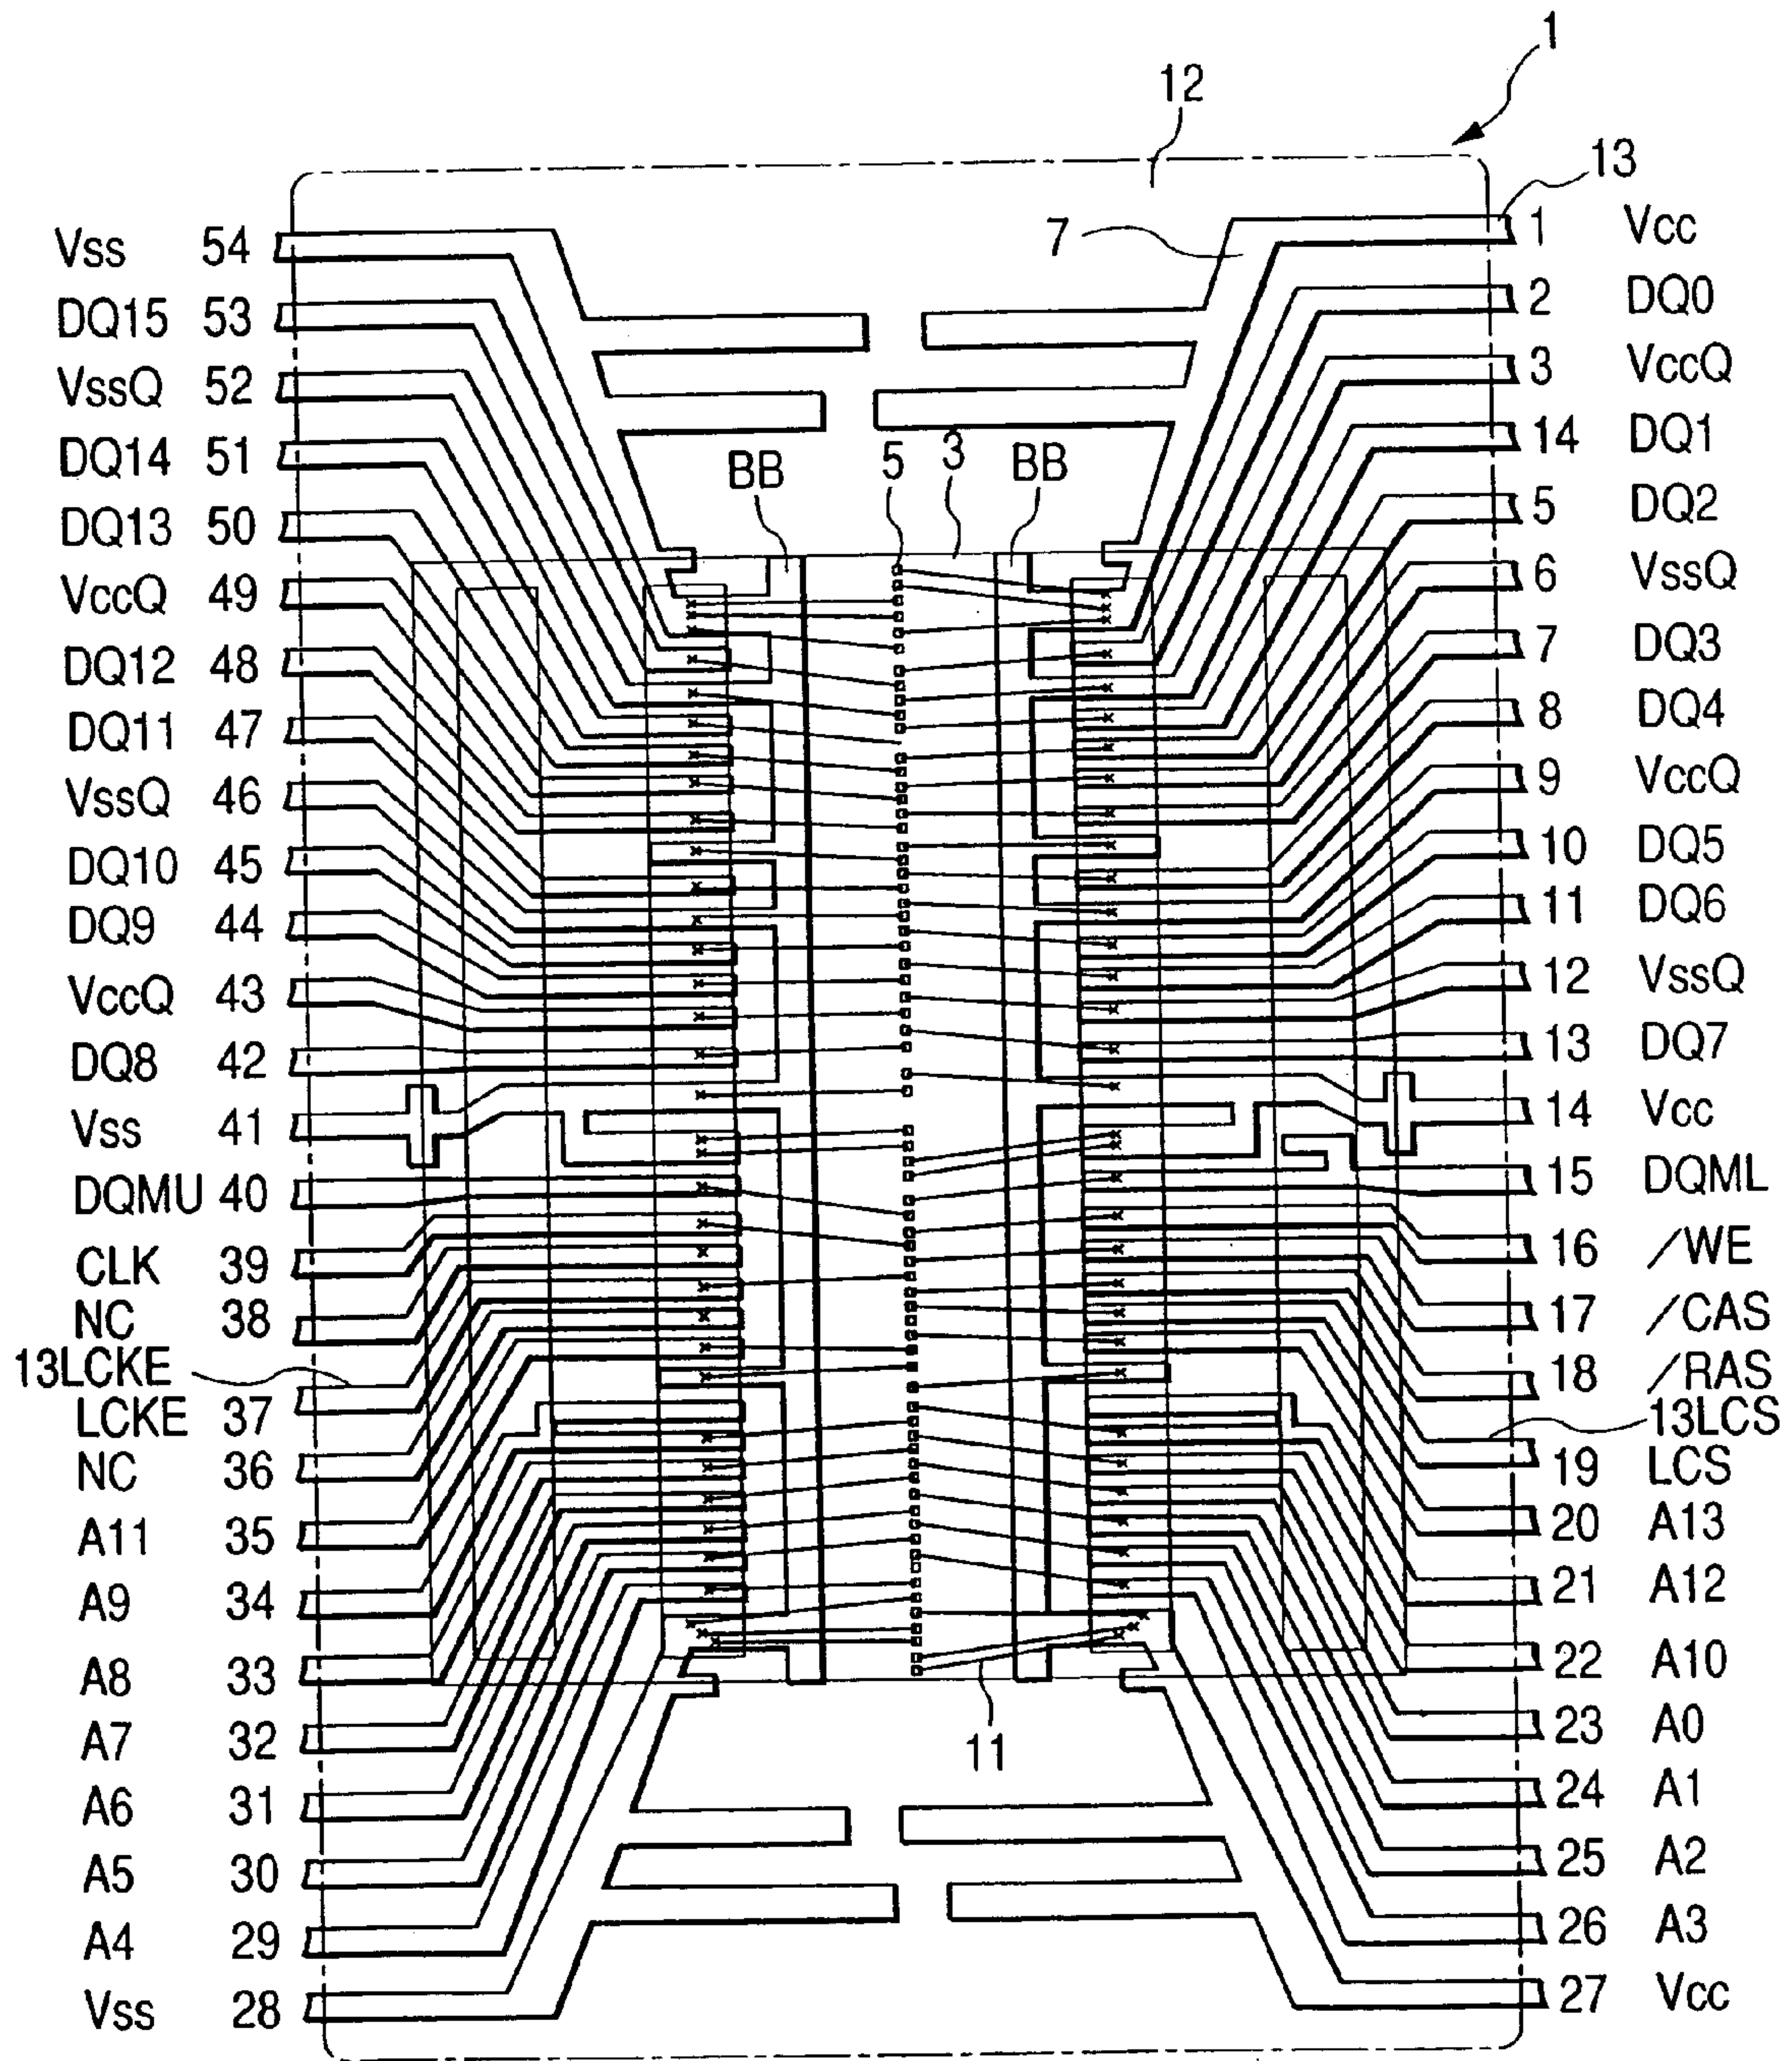 1
12
13
7
Vss 54
1 Vcc
DQ15 53
2 DQ0
VssQ 52
3 VccQ
DQ14 51
14 DQ1
BB 5 3 BB
DQ13 50
5 DQ2
VccQ 49
6 VssQ
DQ12 48
7 DQ3
DQ11 47
8 DQ4
VssQ 46
9 VccQ
DQ10 45
10 DQ5
DQ9 44
11 DQ6
VccQ 43
12 VssQ
DQ8 42
13 DQ7
Vss 41
14 Vcc
DQMU 40
15 DQML
CLK 39
16 /WE
NC 38
17 /CAS
13LCKE
18 /RAS
LCKE 37
13LCS
NC 36
19 LCS
A11 35
20 A13
A9 34
21 A12
A8 33
22 A10
A7 32
23 A0
11
A6 31
24 A1
A5 30
25 A2
A4 29
26 A3
Vss 28
27 Vcc